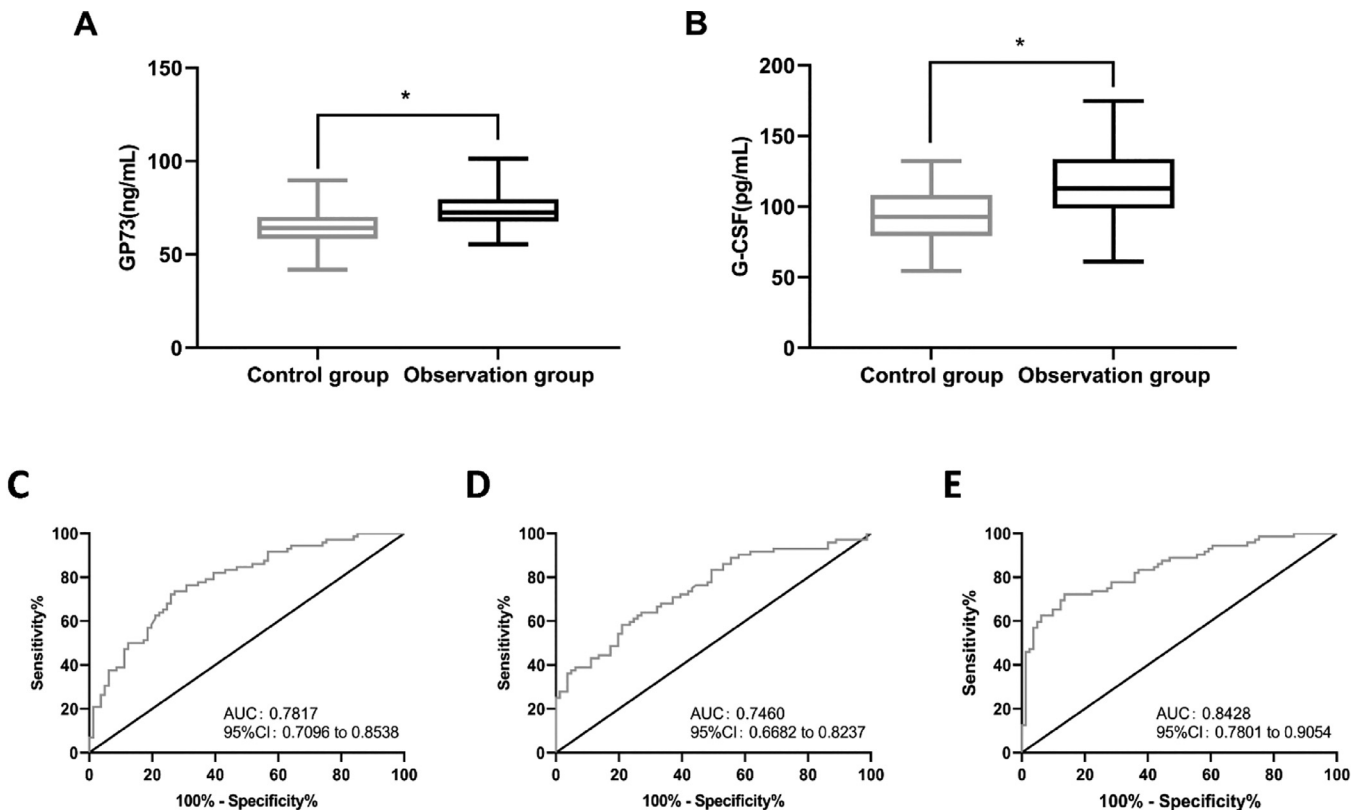 A
150
100
50
0
GP73(ng/mL)
*
Control group
Observation group
B
200
150
100
50
0
G-CSF(pg/mL)
*
Control group
Observation group
C
100
80
60
40
20
0
Sensitivity%
AUC: 0.7817
95%CI: 0.7096 to 0.8538
0 20 40 60 80 100
100% - Specificity%
D
100
80
60
40
20
0
Sensitivity%
AUC: 0.7460
95%CI: 0.6682 to 0.8237
0 20 40 60 80 100
100% - Specificity%
E
100
80
60
40
20
0
Sensitivity%
AUC: 0.8428
95%CI: 0.7801 to 0.9054
0 20 40 60 80 100
100% - Specificity%